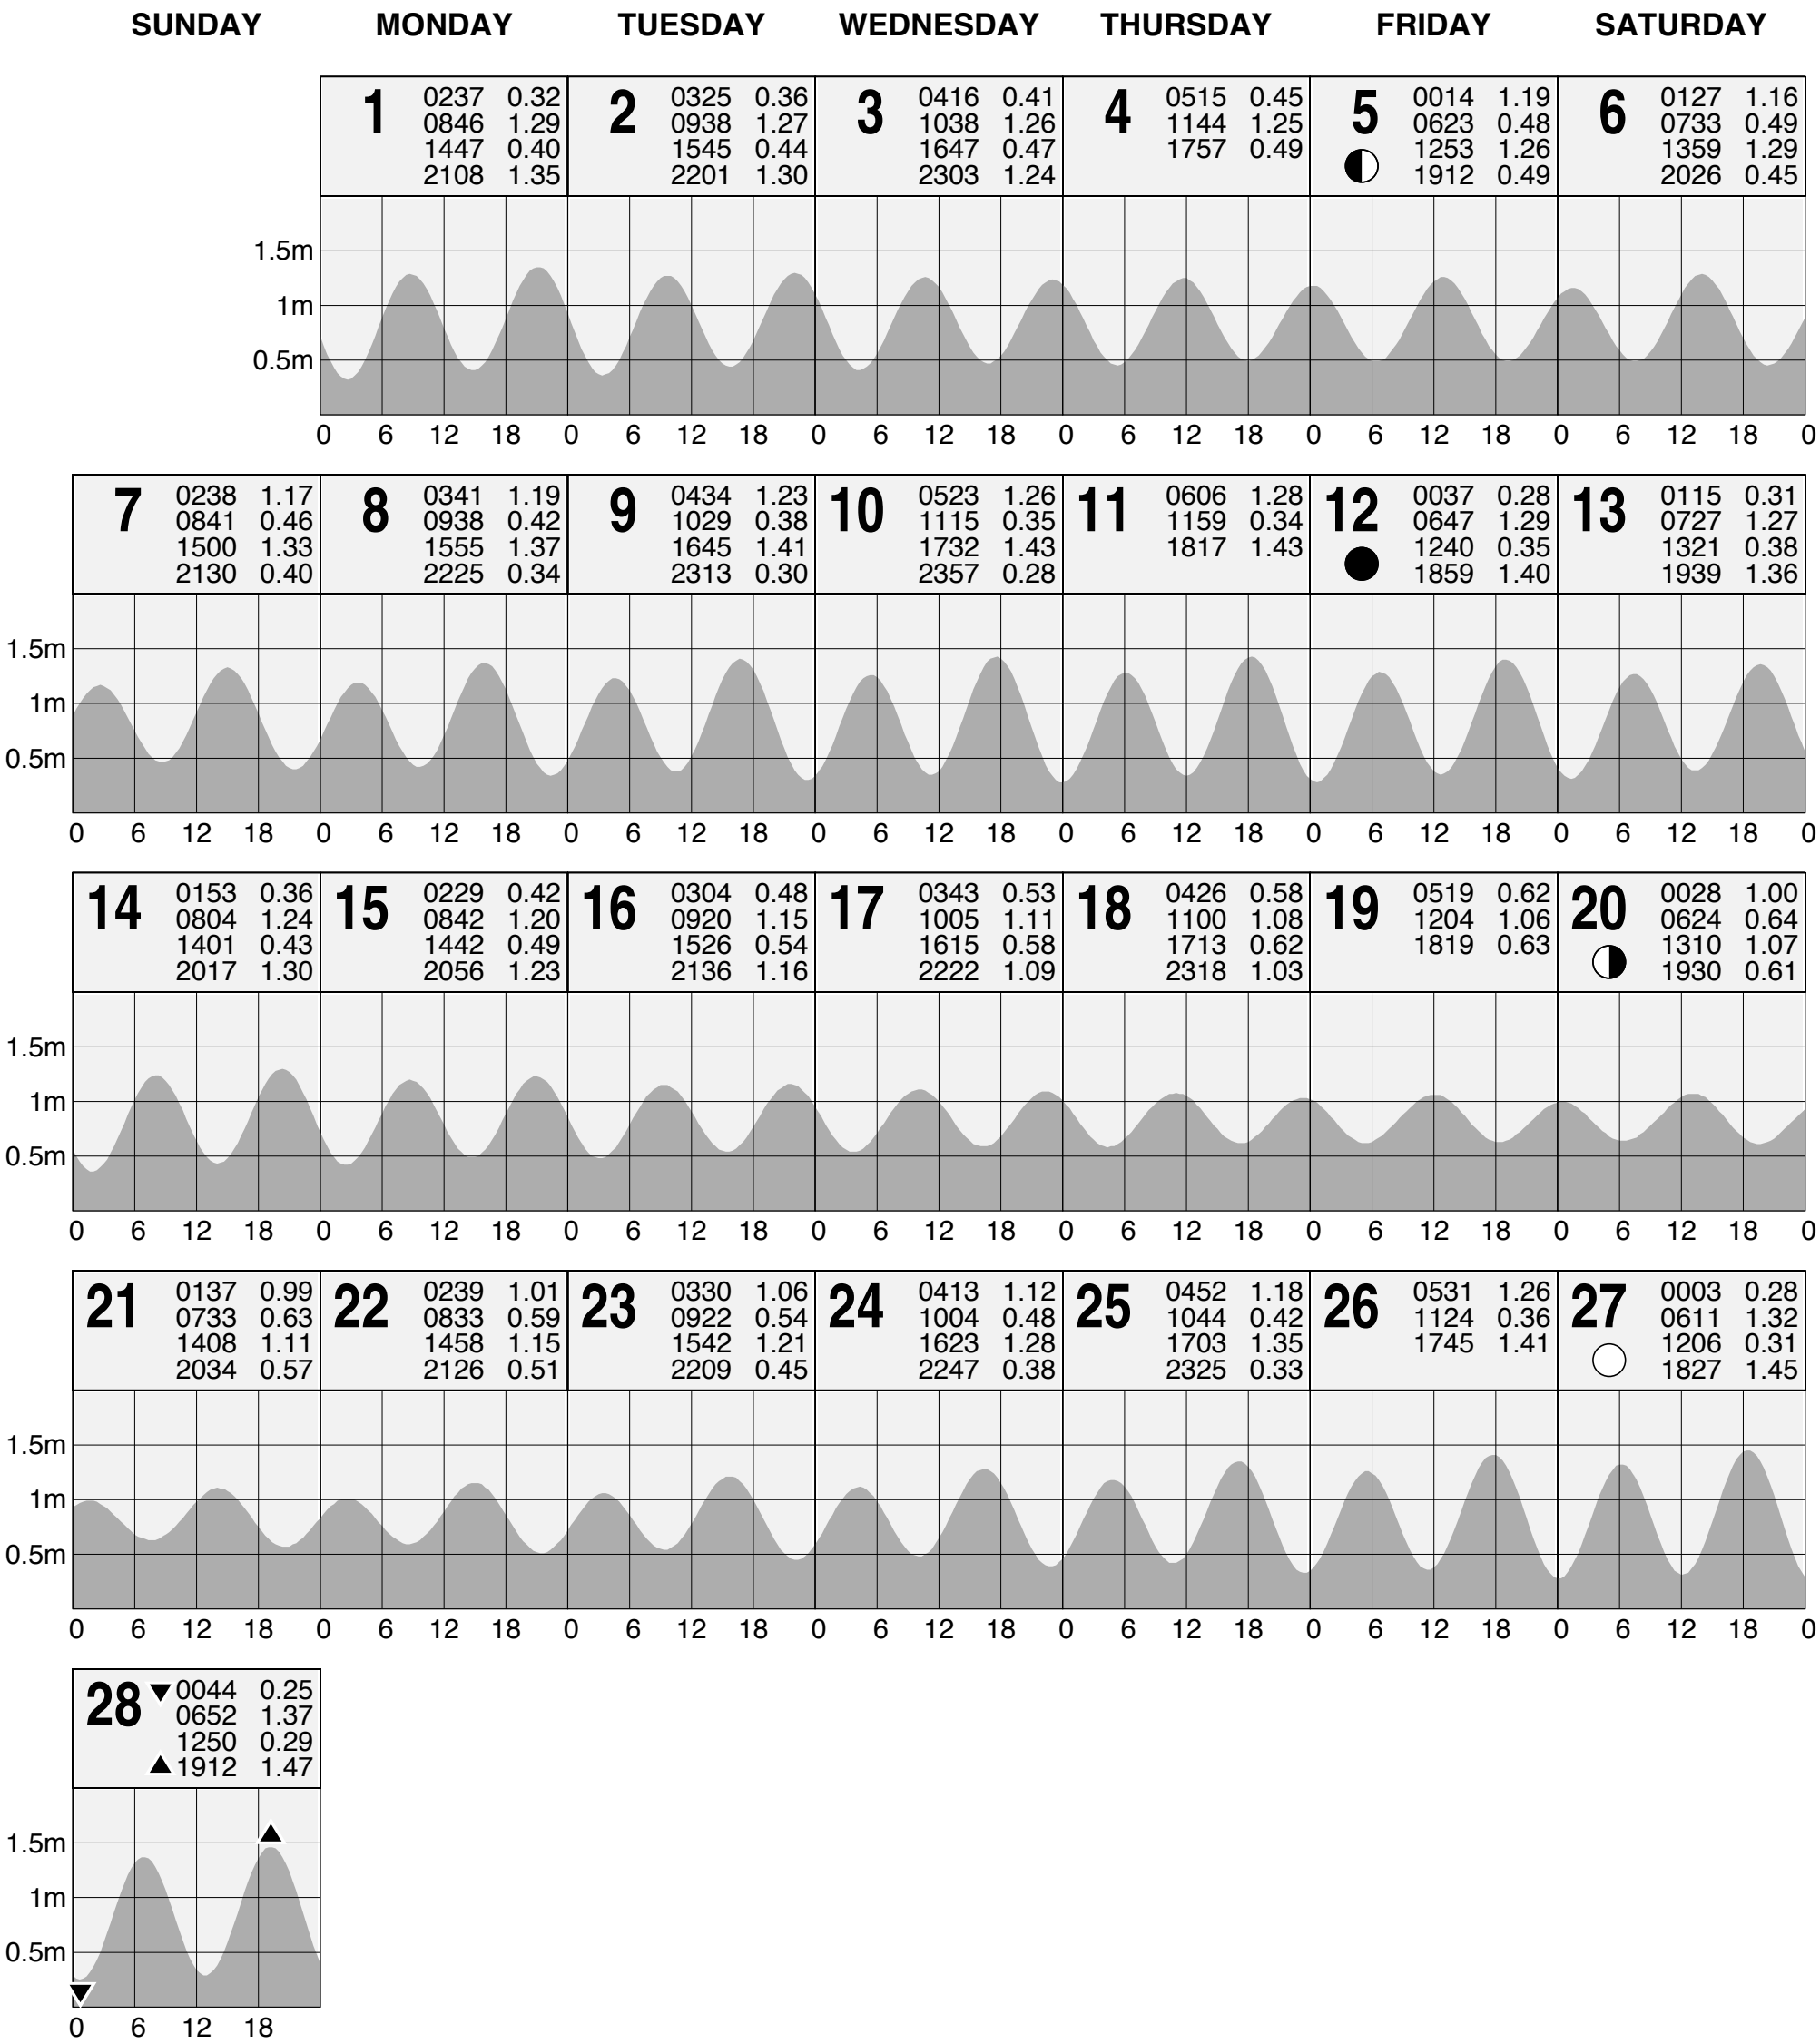 SUNDAY MONDAY TUESDAY WEDNESDAY THURSDAY FRIDAY SATURDAY
1 0237 0.32 2 0325 0.36 3 0416 0.41 4 0515 0.45 5 0014 1.19 6 0127 1.16
0846 1.29 0938 1.27 1038 1.26 1144 1.25 0623 0.48 0733 0.49
1447 0.40 1545 0.44 1647 0.47 1757 0.49 1253 1.26 1359 1.29
2108 1.35 2201 1.30 2303 1.24 1912 0.49 2026 0.45
1.5m
1m
0.5m
0 6 12 18 0 6 12 18 0 6 12 18 0 6 12 18 0 6 12 18 0 6 12 18 0
7 0238 1.17 8 0341 1.19 9 0434 1.23 10 0523 1.26 11 0606 1.28 12 0037 0.28 13 0115 0.31
0841 0.46 0938 0.42 1029 0.38 1115 0.35 1159 0.34 0647 1.29 0727 1.27
1500 1.33 1555 1.37 1645 1.41 1732 1.43 1817 1.43 1240 0.35 1321 0.38
2130 0.40 2225 0.34 2313 0.30 2357 0.28 1859 1.40 1939 1.36
1.5m
1m
0.5m
0 6 12 18 0 6 12 18 0 6 12 18 0 6 12 18 0 6 12 18 0 6 12 18 0 6 12 18 0
14 0153 0.36 15 0229 0.42 16 0304 0.48 17 0343 0.53 18 0426 0.58 19 0519 0.62 20 0028 1.00
0804 1.24 0842 1.20 0920 1.15 1005 1.11 1100 1.08 1204 1.06 0624 0.64
1401 0.43 1442 0.49 1526 0.54 1615 0.58 1713 0.62 1819 0.63 1310 1.07
2017 1.30 2056 1.23 2136 1.16 2222 1.09 2318 1.03 1930 0.61
1.5m
1m
0.5m
0 6 12 18 0 6 12 18 0 6 12 18 0 6 12 18 0 6 12 18 0 6 12 18 0 6 12 18 0
21 0137 0.99 22 0239 1.01 23 0330 1.06 24 0413 1.12 25 0452 1.18 26 0531 1.26 27 0003 0.28
0733 0.63 0833 0.59 0922 0.54 1004 0.48 1044 0.42 1124 0.36 0611 1.32
1408 1.11 1458 1.15 1542 1.21 1623 1.28 1703 1.35 1745 1.41 1206 0.31
2034 0.57 2126 0.51 2209 0.45 2247 0.38 2325 0.33 1827 1.45
1.5m
1m
0.5m
0 6 12 18 0 6 12 18 0 6 12 18 0 6 12 18 0 6 12 18 0 6 12 18 0 6 12 18 0
28 0044 0.25
0652 1.37
1250 0.29
1912 1.47
1.5m
1m
0.5m
0 6 12 18